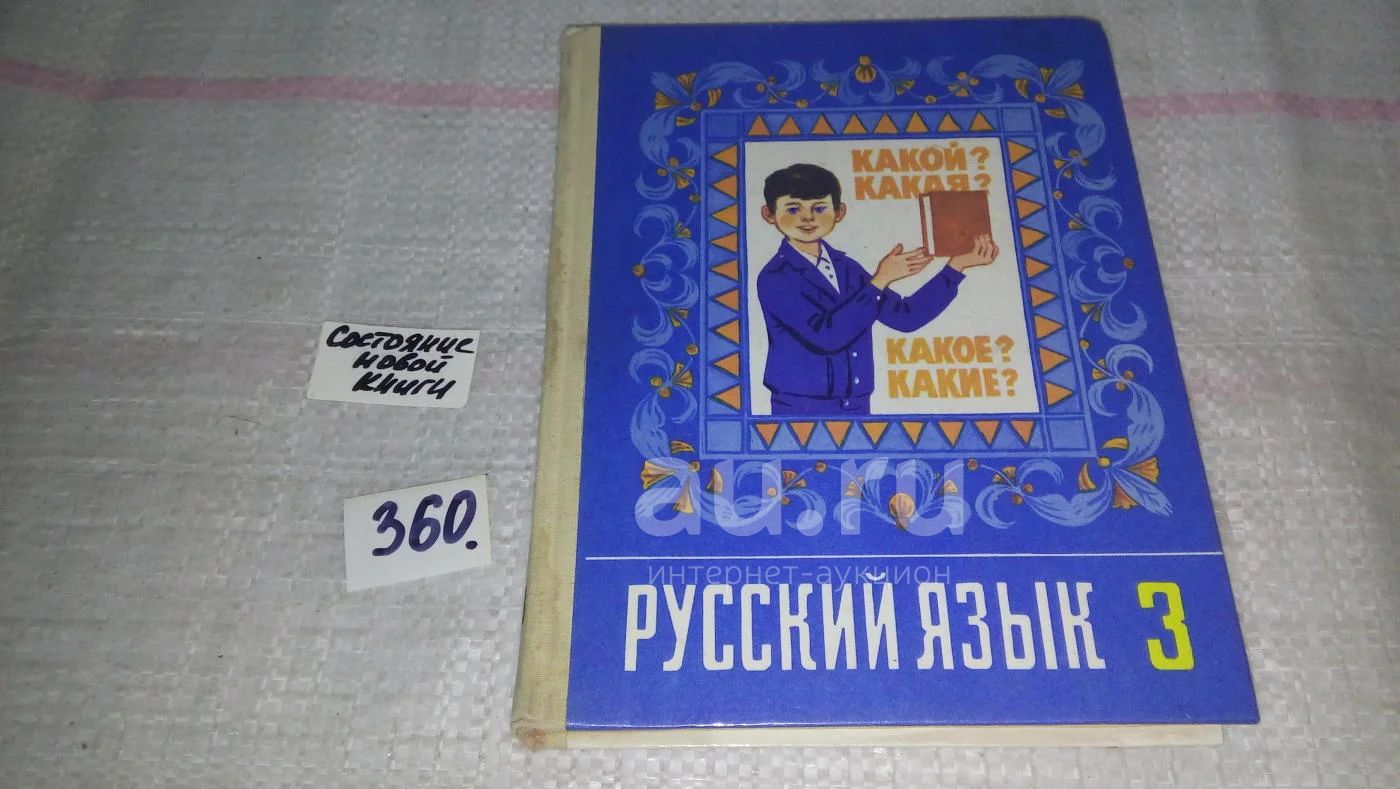 КАКОЙ?
КАКАЯ?
КАКОЕ?
КАКИЕ?
Состояние
новой
книги
360.
au.ru
интернет-аукцион
РУССКИЙ ЯЗЫК 3